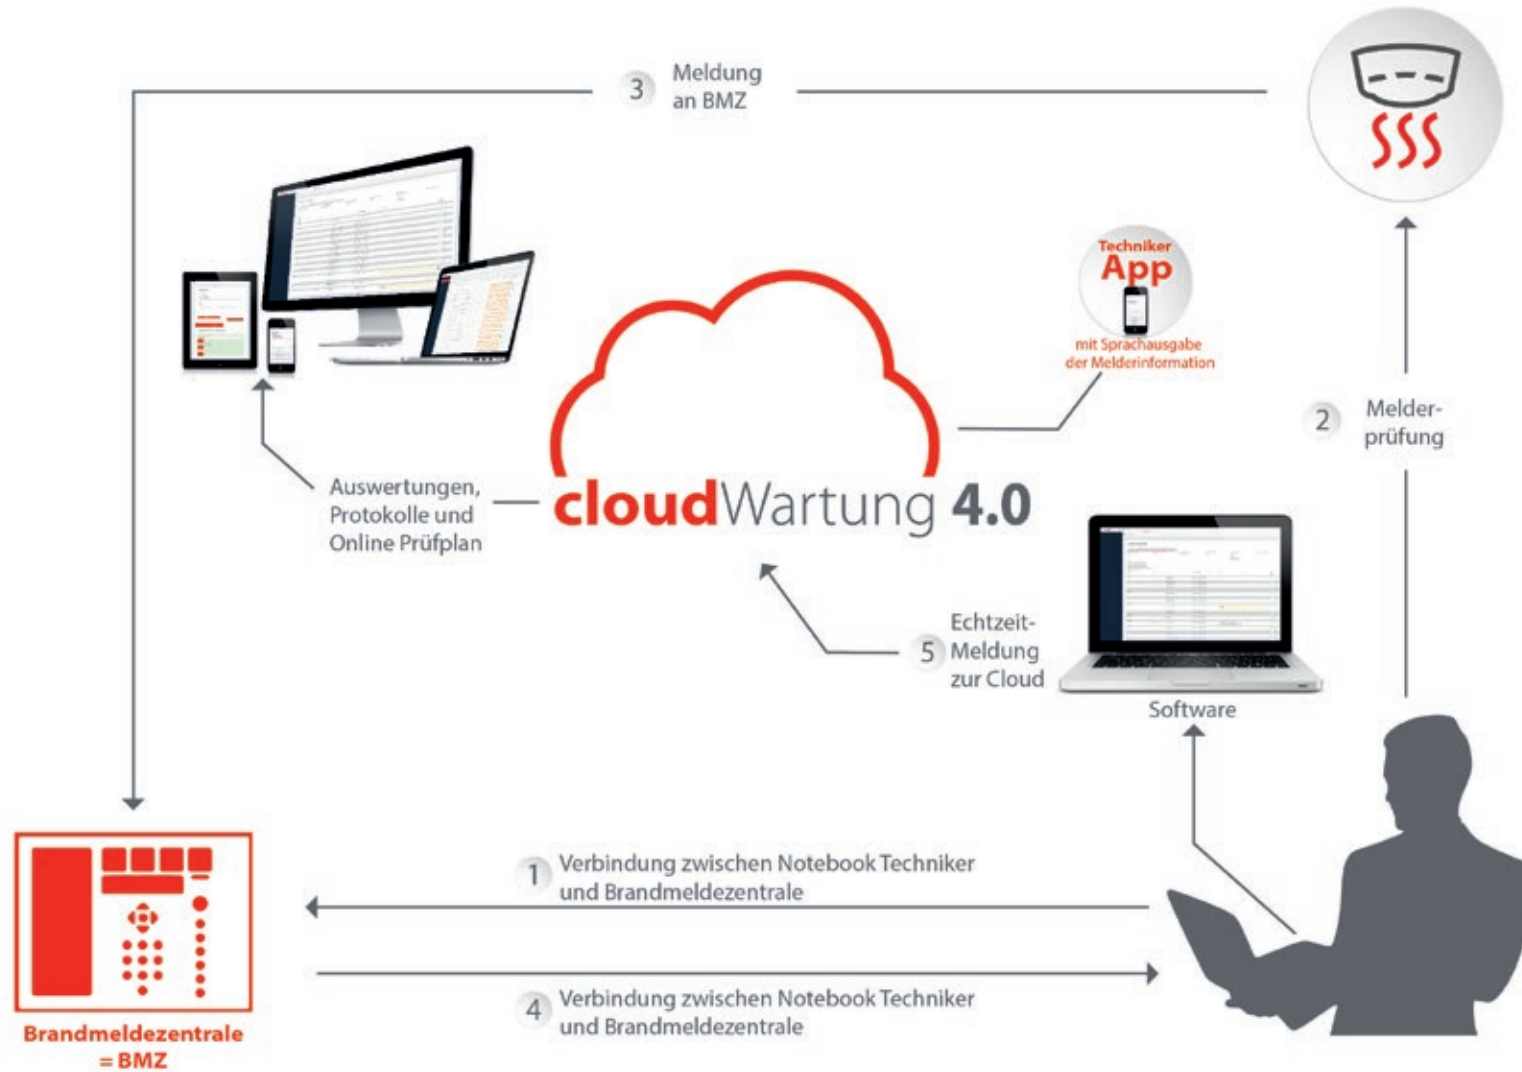 3 Meldung
an BMZ
Techniker
App
mit Sprachausgabe
der Melderinformation
2 Melder-
prüfung
Auswertungen,
Protokolle und
Online Prüfplan
cloudWartung 4.0
5 Echtzeit-
Meldung
zur Cloud
Software
1 Verbindung zwischen Notebook Techniker
und Brandmeldezentrale
4 Verbindung zwischen Notebook Techniker
und Brandmeldezentrale
Brandmeldezentrale
= BMZ